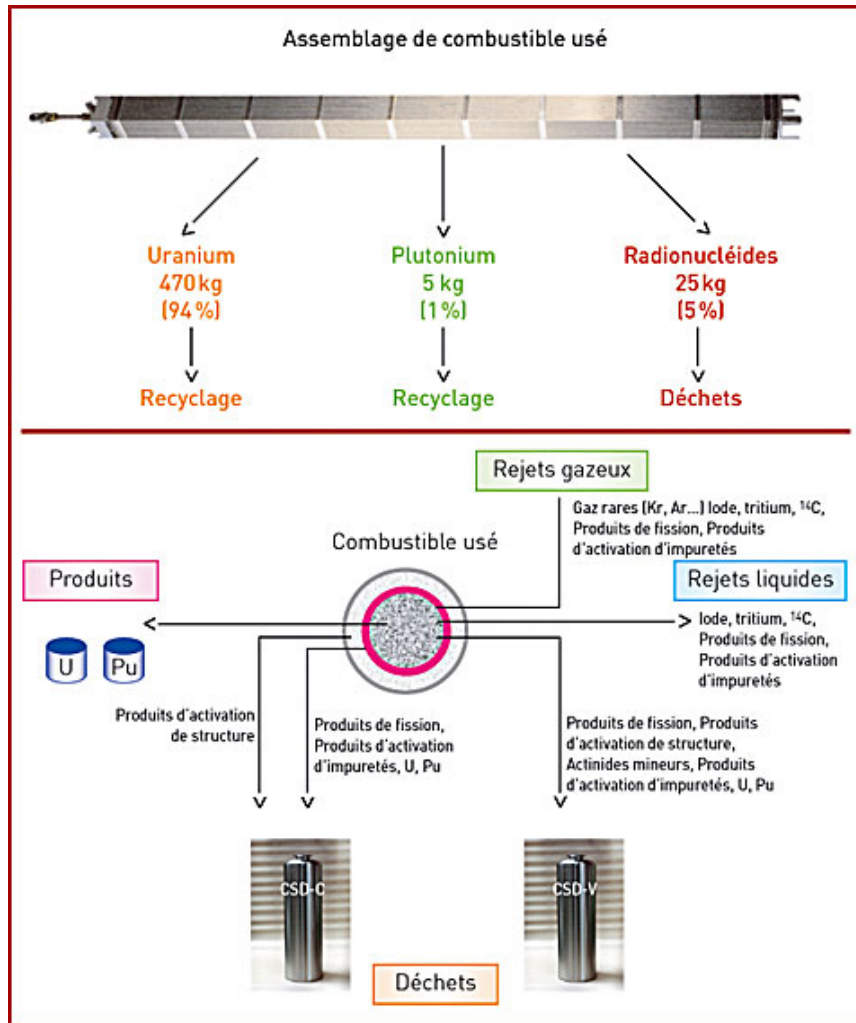 Assemblage de combustible usé
Uranium
470 kg
(94 %)
Plutonium
5 kg
(1 %)
Radionucléides
25 kg
(5 %)
Recyclage
Recyclage
Déchets
Rejets gazeux
Gaz rares (Kr, Ar...) Iode, tritium, ¹⁴C,
Produits de fission, Produits
d'activation d'impuretés
Combustible usé
Produits
U
Pu
Rejets liquides
Iode, tritium, ¹⁴C,
Produits de fission,
Produits d'activation
d'impuretés
Produits d'activation
de structure
Produits de fission,
Produits d'activation
d'impuretés, U, Pu
Produits de fission, Produits
d'activation de structure,
Actinides mineurs, Produits
d'activation d'impuretés, U, Pu
CSD-C
CSD-V
Déchets